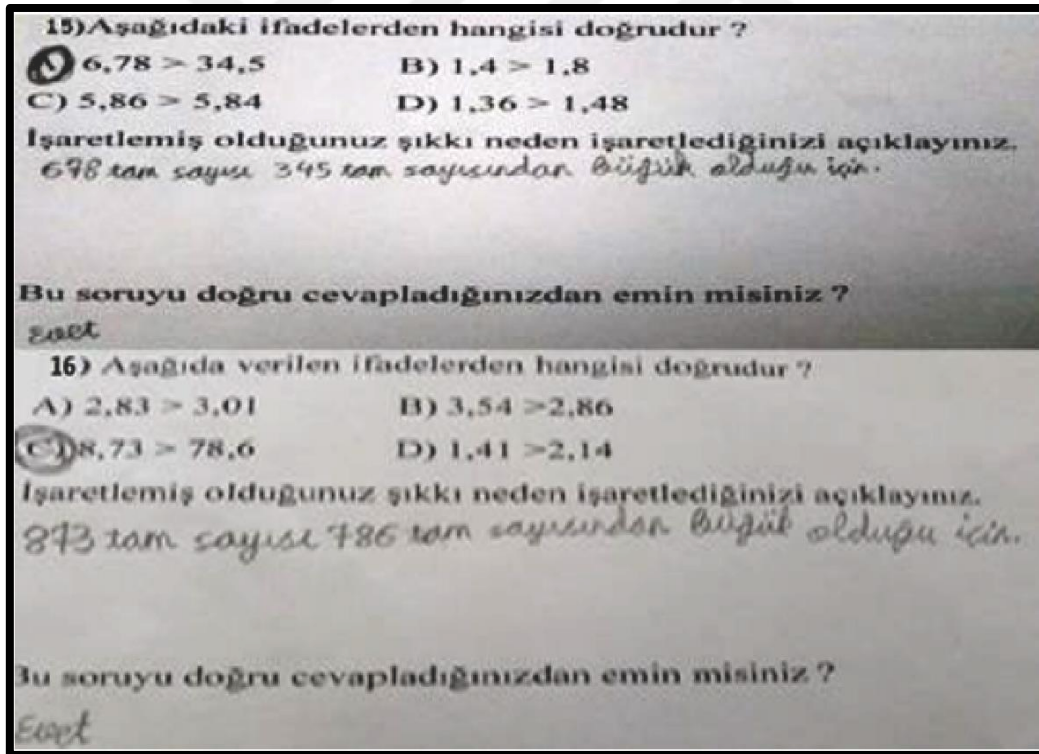 15)Aşağıdaki ifadelerden hangisi doğrudur ?
A) 6,78 > 34,5 B) 1,4 > 1,8
C) 5,86 > 5,84 D) 1,36 > 1,48
İşaretlemiş olduğunuz şıkkı neden işaretlediğinizi açıklayınız.
678 tam sayısı 345 tam sayısından büğük olduğu için.
Bu soruyu doğru cevapladığınızdan emin misiniz ?
Evet
16) Aşağıda verilen ifadelerden hangisi doğrudur ?
A) 2,83 > 3,01 B) 3,54 >2,86
C) 8,73 > 78,6 D) 1,41 >2,14
İşaretlemiş olduğunuz şıkkı neden işaretlediğinizi açıklayınız.
873 tam sayısı 786 tam sayısından büğük olduğu için.
Bu soruyu doğru cevapladığınızdan emin misiniz ?
Evet